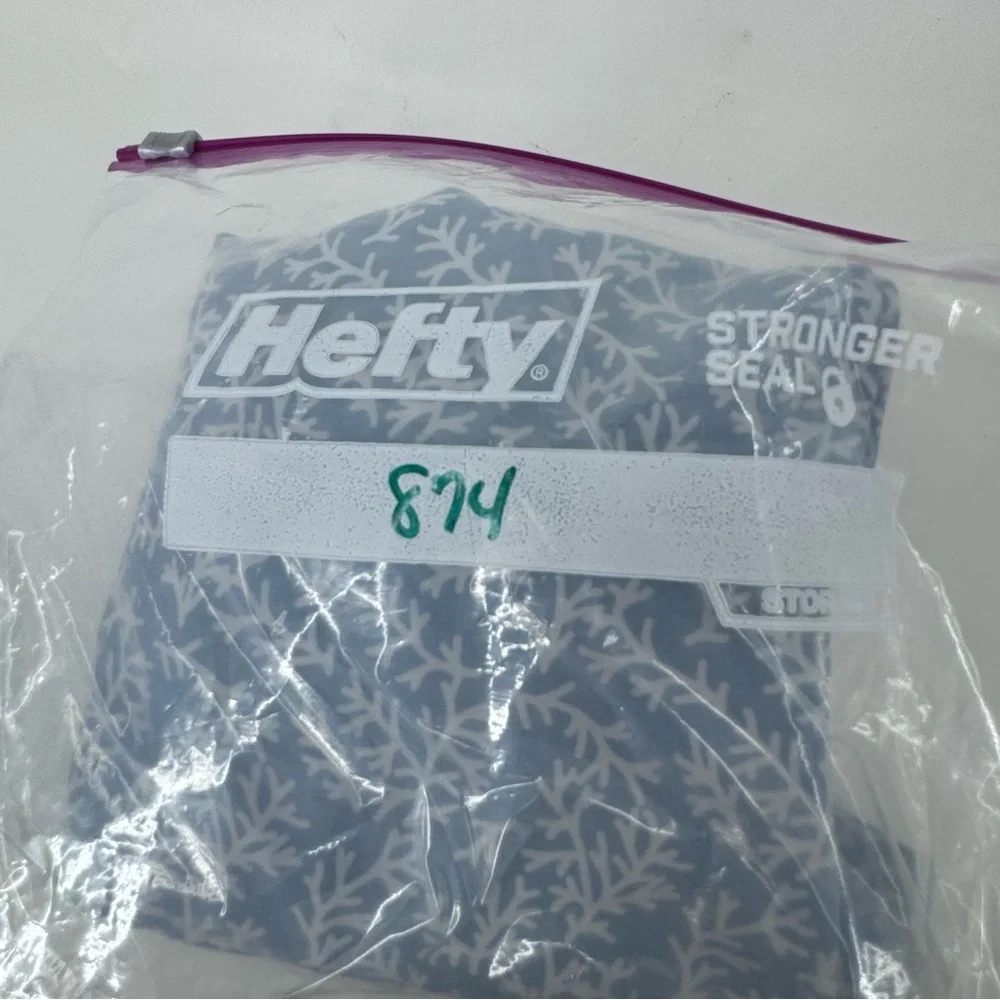 Hefty®
STRONGER
SEAL
874